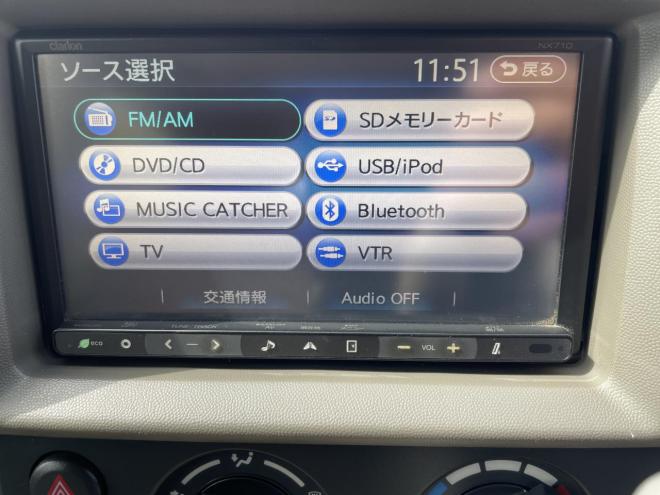 clarion NX710
ソース選択 11:51 戻る
FM/AM SDメモリーカード
DVD/CD USB/iPod
MUSIC CATCHER Bluetooth
TV VTR
交通情報 Audio OFF
eco VOL